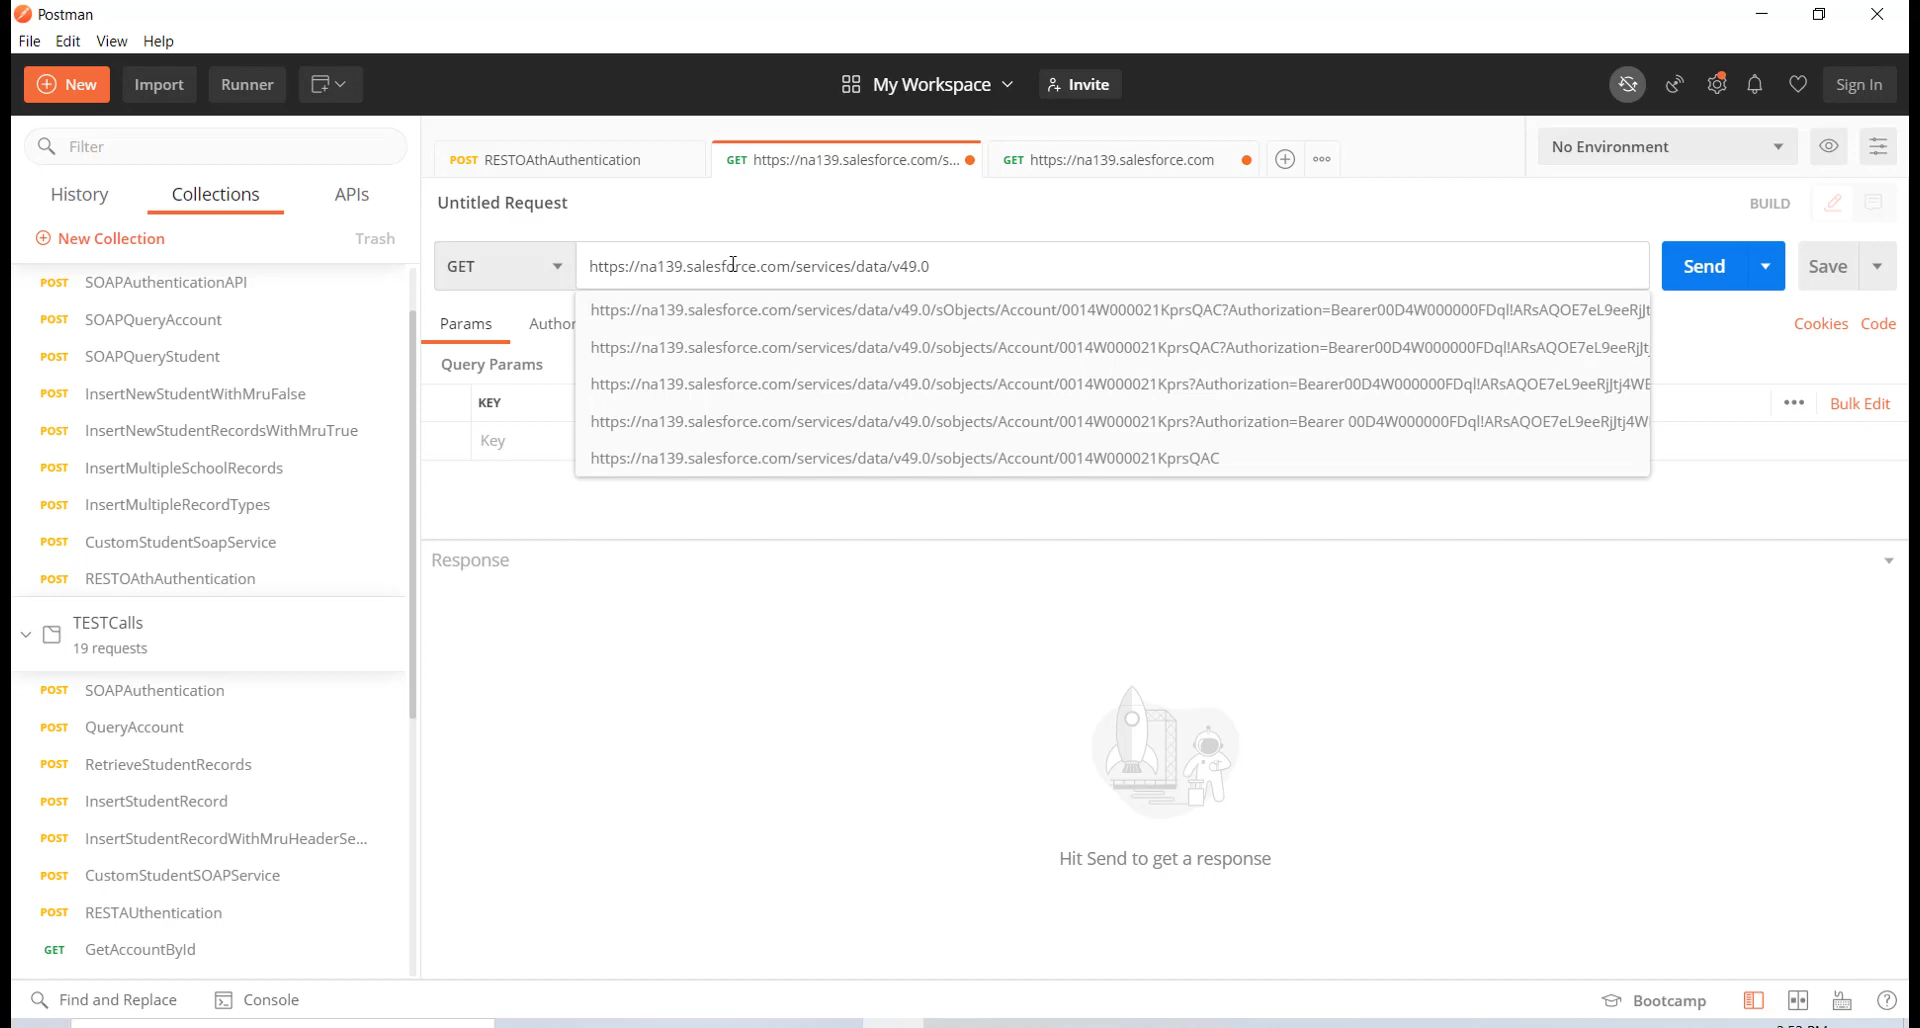 Postman
File Edit View Help
New Import Runner My Workspace Invite Sign In
Filter
History Collections APIs
New Collection Trash
POST SOAPAuthenticationAPI
POST SOAPQueryAccount
POST SOAPQueryStudent
POST InsertNewStudentWithMruFalse
POST InsertNewStudentRecordsWithMruTrue
POST InsertMultipleSchoolRecords
POST InsertMultipleRecordTypes
POST CustomStudentSoapService
POST RESTOAthAuthentication
TESTCalls
19 requests
POST SOAPAuthentication
POST QueryAccount
POST RetrieveStudentRecords
POST InsertStudentRecord
POST InsertStudentRecordWithMruHeaderSe...
POST CustomStudentSOAPService
POST RESTAUthentication
GET GetAccountById
POST RESTOAthAuthentication GET https://na139.salesforce.com/s... GET https://na139.salesforce.com No Environment
Untitled Request BUILD
GET https://na139.salesforce.com/services/data/v49.0 Send Save
https://na139.salesforce.com/services/data/v49.0/sObjects/Account/0014W000021KprsQAC?Authorization=Bearer00D4W000000FDql!ARsAQOE7eL9eeRjJt
https://na139.salesforce.com/services/data/v49.0/sobjects/Account/0014W000021KprsQAC?Authorization=Bearer00D4W000000FDql!ARsAQOE7eL9eeRjJt
https://na139.salesforce.com/services/data/v49.0/sobjects/Account/0014W000021Kprs?Authorization=Bearer00D4W000000FDql!ARsAQOE7eL9eeRjJtj4WE
https://na139.salesforce.com/services/data/v49.0/sobjects/Account/0014W000021Kprs?Authorization=Bearer 00D4W000000FDql!ARsAQOE7eL9eeRjJtj4W
https://na139.salesforce.com/services/data/v49.0/sobjects/Account/0014W000021KprsQAC
Params Author Cookies Code
Query Params
KEY Bulk Edit
Key
Response
Hit Send to get a response
Find and Replace Console Bootcamp